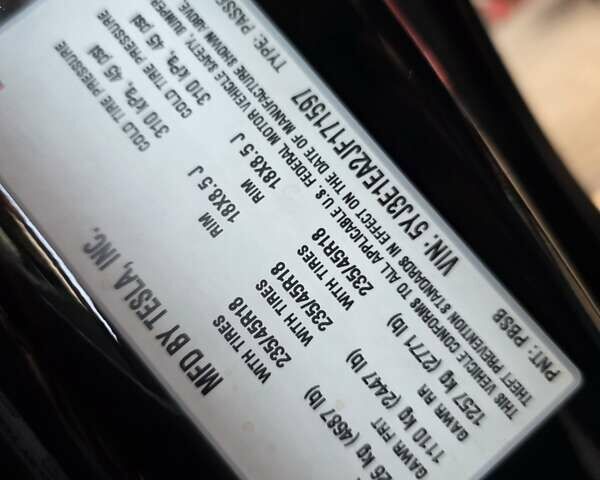 MFD BY TESLA, INC.
26 kg (4687 lb)
GAWR FRT
1110 kg (2447 lb)
WITH TIRES
235/45R18
RIM
18X8.5 J
COLD TIRE PRESSURE
310 KPa, 45 psi
GAWR RR
1257 kg (2771 lb)
WITH TIRES
235/45R18
WITH TIRES
235/45R18
RIM
18X8.5 J
COLD TIRE PRESSURE
310 KPa, 45 psi
THIS VEHICLE CONFORMS TO ALL APPLICABLE U.S. FEDERAL MOTOR VEHICLE SAFETY, BUMPER
THEFT PREVENTION STANDARDS IN EFFECT ON THE DATE OF MANUFACTURE SHOWN ABOVE.
VIN: 5YJ3E1EA2JF171597
TYPE: PASSE
PNT: PBSB